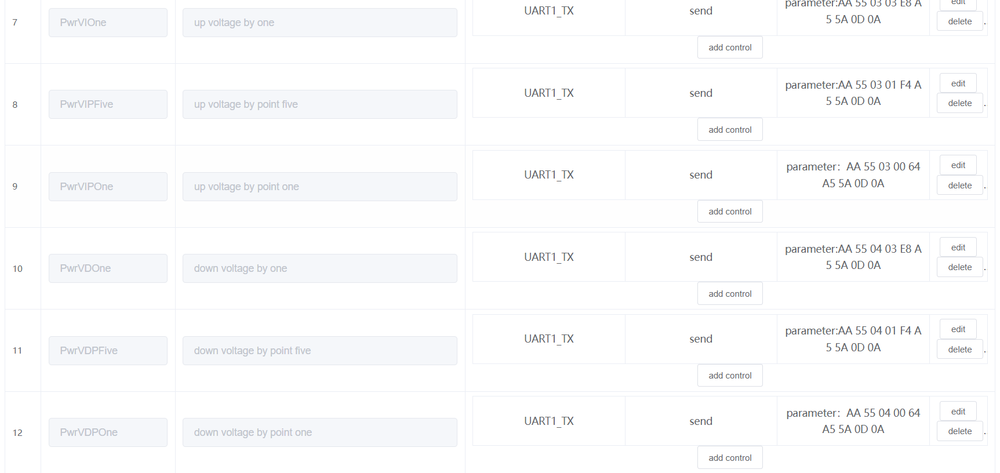 7
PwrVIOne
up voltage by one
UART1_TX
send
parameter:AA 55 03 03 E8 A
5 5A 0D 0A
edit
delete
.
add control
8
PwrVIPFive
up voltage by point five
UART1_TX
send
parameter:AA 55 03 01 F4 A
5 5A 0D 0A
edit
delete
.
add control
9
PwrVIPOne
up voltage by point one
UART1_TX
send
parameter：AA 55 03 00 64
A5 5A 0D 0A
edit
delete
.
add control
10
PwrVDOne
down voltage by one
UART1_TX
send
parameter:AA 55 04 03 E8 A
5 5A 0D 0A
edit
delete
.
add control
11
PwrVDPFive
down voltage by point five
UART1_TX
send
parameter:AA 55 04 01 F4 A
5 5A 0D 0A
edit
delete
.
add control
12
PwrVDPOne
down voltage by point one
UART1_TX
send
parameter：AA 55 04 00 64
A5 5A 0D 0A
edit
delete
.
add control